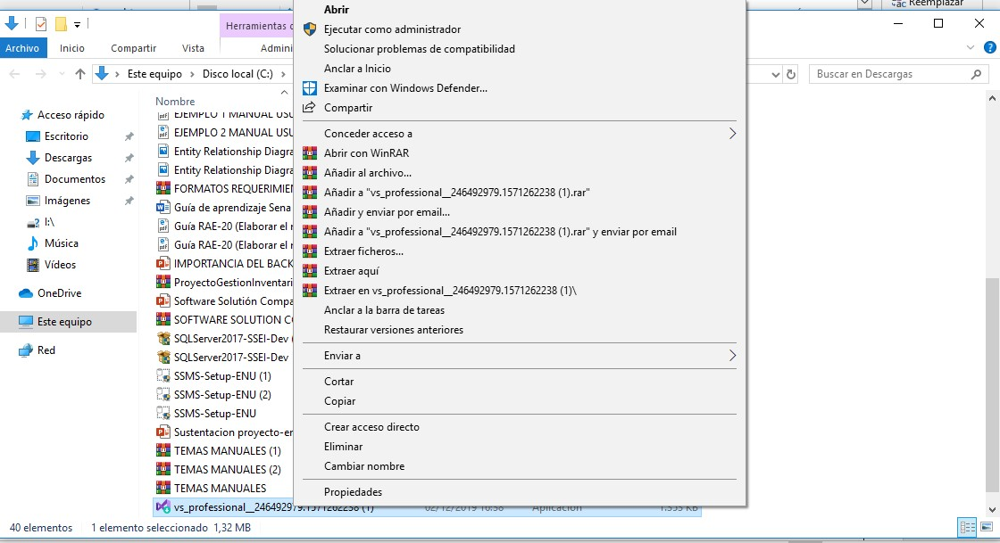 Reemplazar
Herramientas d
Archivo
Inicio
Compartir
Vista
Admini
Este equipo
Disco local (C:)
Buscar en Descargas
Acceso rápido
Escritorio
Descargas
Documentos
Imágenes
I:\
Música
Vídeos
OneDrive
Este equipo
Red
Nombre
EJEMPLO 1 MANUAL USU
EJEMPLO 2 MANUAL USU
Entity Relationship Diagra
Entity Relationship Diagra
FORMATOS REQUERIMIEN
Guía de aprendizaje Sena
Guía RAE-20 (Elaborar el r
Guía RAE-20 (Elaborar el r
IMPORTANCIA DEL BACK
ProyectoGestionInventari
Software Solutión Compa
SOFTWARE SOLUTION CO
SQLServer2017-SSEI-Dev (
SQLServer2017-SSEI-Dev
SSMS-Setup-ENU (1)
SSMS-Setup-ENU (2)
SSMS-Setup-ENU
Sustentacion proyecto-en
TEMAS MANUALES (1)
TEMAS MANUALES (2)
TEMAS MANUALES
vs_professional__246492979.1571262238 (1)
02/12/2019 16:58
Aplicación
1.353 KB
Abrir
Ejecutar como administrador
Solucionar problemas de compatibilidad
Anclar a Inicio
Examinar con Windows Defender...
Compartir
Conceder acceso a
Abrir con WinRAR
Añadir al archivo...
Añadir a "vs_professional__246492979.1571262238 (1).rar"
Añadir y enviar por email...
Añadir a "vs_professional__246492979.1571262238 (1).rar" y enviar por email
Extraer ficheros...
Extraer aquí
Extraer en vs_professional__246492979.1571262238 (1)\
Anclar a la barra de tareas
Restaurar versiones anteriores
Enviar a
Cortar
Copiar
Crear acceso directo
Eliminar
Cambiar nombre
Propiedades
40 elementos
1 elemento seleccionado 1,32 MB